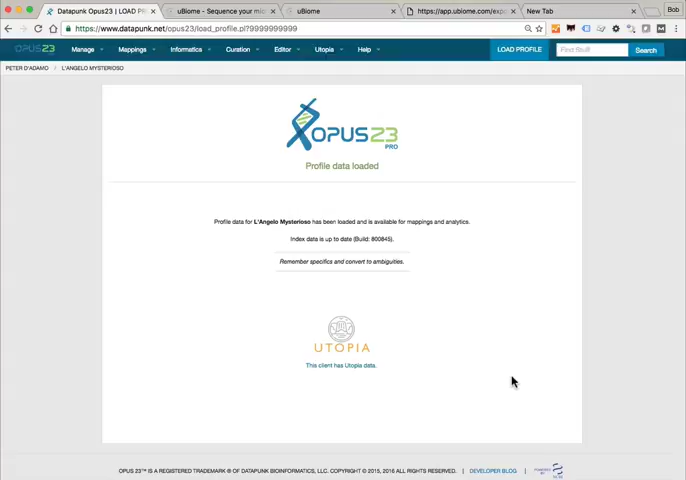 Datapunk Opus23 | LOAD PR
uBiome - Sequence your mic
uBiome
https://app.ubiome.com/expo
New Tab
Bob
https://www.datapunk.net/opus23/load_profile.pl?9999999999
OPUS23
Manage
Mappings
Informatics
Curation
Editor
Utopia
Help
LOAD PROFILE
Find Stuff
Search
PETER D'ADAMO
L'ANGELO MYSTERIOSO
OPUS23
PRO
Profile data loaded
Profile data for L'Angelo Mysterioso has been loaded and is available for mappings and analytics.
Index data is up to date (Build: 800845).
Remember specifics and convert to ambiguities.
UTOPIA
This client has Utopia data.
OPUS 23™ IS A REGISTERED TRADEMARK ® OF DATAPUNK BIOINFORMATICS, LLC. COPYRIGHT © 2015, 2016 ALL RIGHTS RESERVED. | DEVELOPER BLOG |